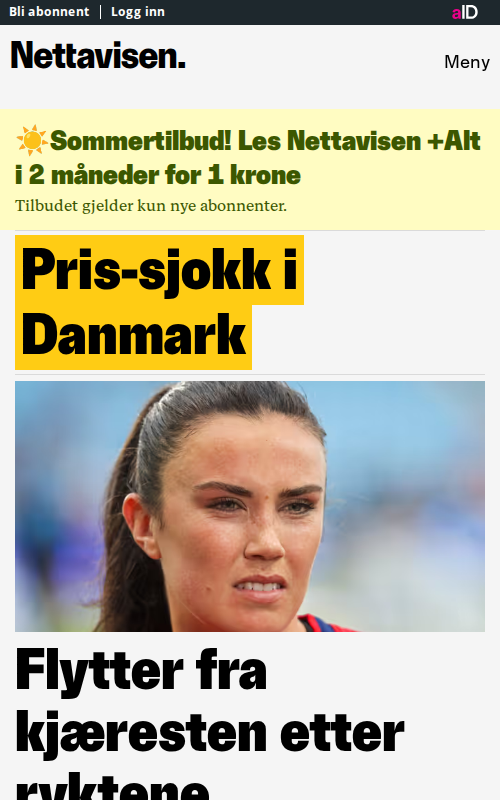 Bli abonnent | Logg inn
aID
Nettavisen.
Meny
☀️Sommertilbud! Les Nettavisen +Alt
i 2 måneder for 1 krone
Tilbudet gjelder kun nye abonnenter.
Pris-sjokk i
Danmark
Flytter fra
kjæresten etter
ryktene